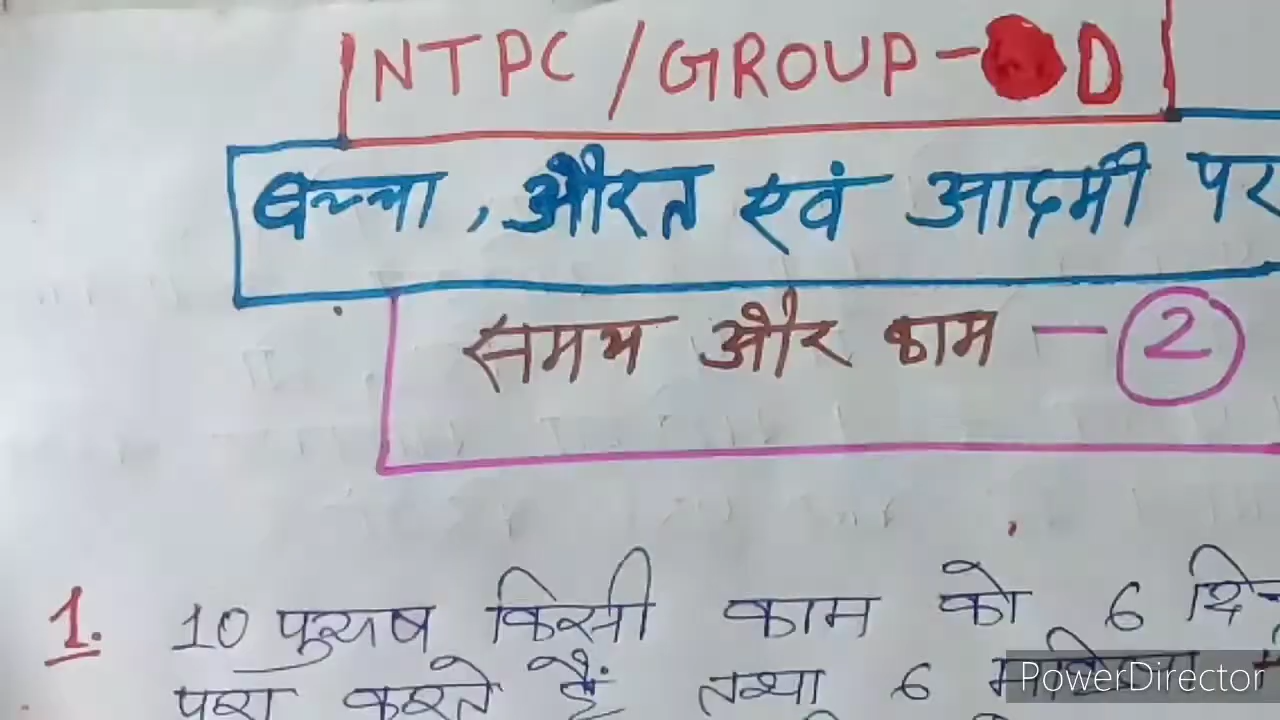 NTPC / GROUP - D
बच्चा, औरत एवं आदमी पर
समय और काम - 2
1. 10 पुरुष किसी काम को 6
पूरा करते हैं तथा 6
PowerDirector